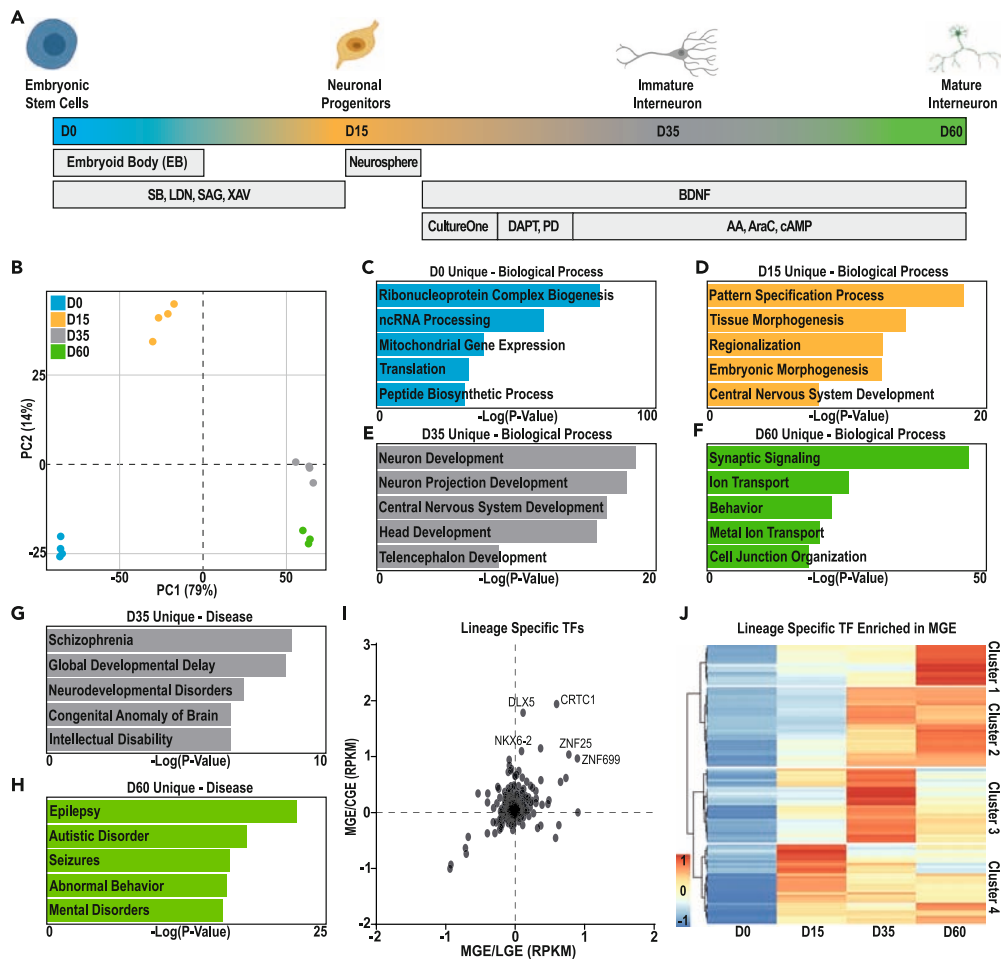 A
Embryonic
Stem Cells
Neuronal
Progenitors
Immature
Interneuron
Mature
Interneuron
D0
D15
D35
D60
Embryoid Body (EB)
Neurosphere
SB, LDN, SAG, XAV
BDNF
CultureOne
DAPT, PD
AA, AraC, cAMP
B
D0
D15
D35
D60
25
0
-25
-50
0
50
PC2 (14%)
PC1 (79%)
C
D0 Unique - Biological Process
Ribonucleoprotein Complex Biogenesis
ncRNA Processing
Mitochondrial Gene Expression
Translation
Peptide Biosynthetic Process
0
-Log(P-Value)
100
D
D15 Unique - Biological Process
Pattern Specification Process
Tissue Morphogenesis
Regionalization
Embryonic Morphogenesis
Central Nervous System Development
0
-Log(P-Value)
20
E
D35 Unique - Biological Process
Neuron Development
Neuron Projection Development
Central Nervous System Development
Head Development
Telencephalon Development
0
-Log(P-Value)
20
F
D60 Unique - Biological Process
Synaptic Signaling
Ion Transport
Behavior
Metal Ion Transport
Cell Junction Organization
0
-Log(P-Value)
50
G
D35 Unique - Disease
Schizophrenia
Global Developmental Delay
Neurodevelopmental Disorders
Congenital Anomaly of Brain
Intellectual Disability
0
-Log(P-Value)
10
H
D60 Unique - Disease
Epilepsy
Autistic Disorder
Seizures
Abnormal Behavior
Mental Disorders
0
-Log(P-Value)
25
I
Lineage Specific TFs
3
2
1
0
-1
-2
-2
-1
0
1
2
DLX5
CRTC1
NKX6-2
ZNF25
ZNF699
MGE/CGE (RPKM)
MGE/LGE (RPKM)
J
Lineage Specific TF Enriched in MGE
Cluster 1
Cluster 2
Cluster 3
Cluster 4
1
0
-1
D0
D15
D35
D60